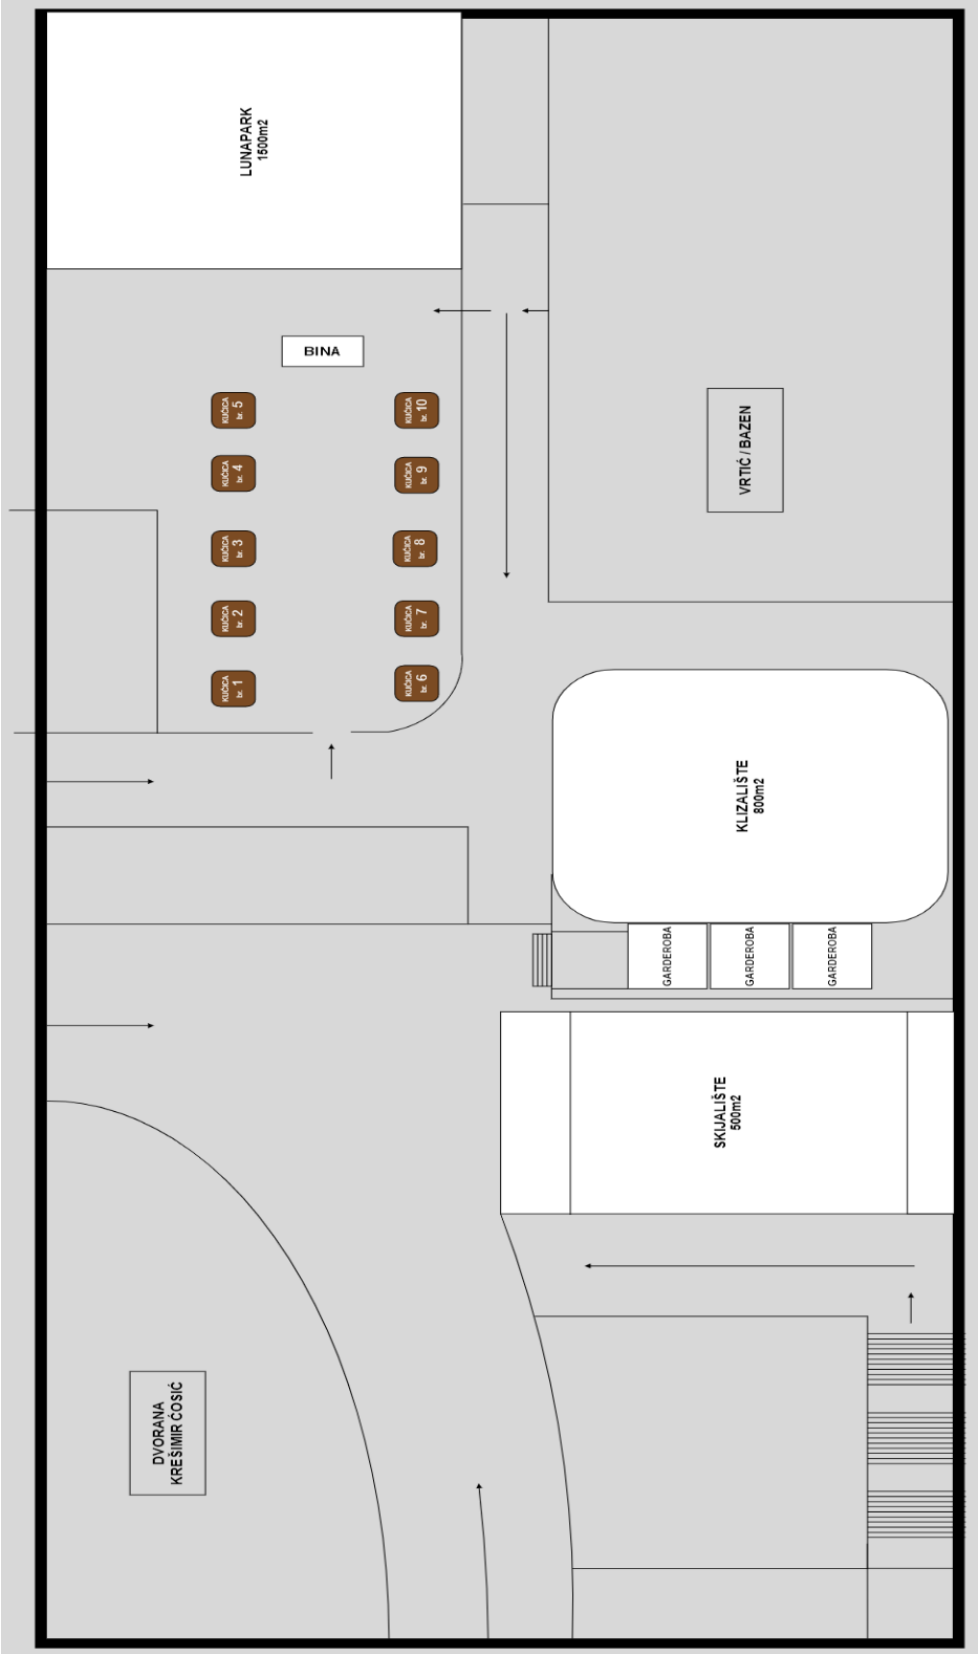 LUNAPARK
1500m2
BINA
KUĆICA
br. 5
KUĆICA
br. 10
KUĆICA
br. 4
KUĆICA
br. 9
KUĆICA
br. 3
KUĆICA
br. 8
KUĆICA
br. 2
KUĆICA
br. 7
KUĆICA
br. 1
KUĆICA
br. 6
VRTIĆ / BAZEN
KLIZALIŠTE
800m2
GARDEROBA
GARDEROBA
GARDEROBA
SKIJALIŠTE
500m2
DVORANA
KREŠIMIR ĆOSIĆ